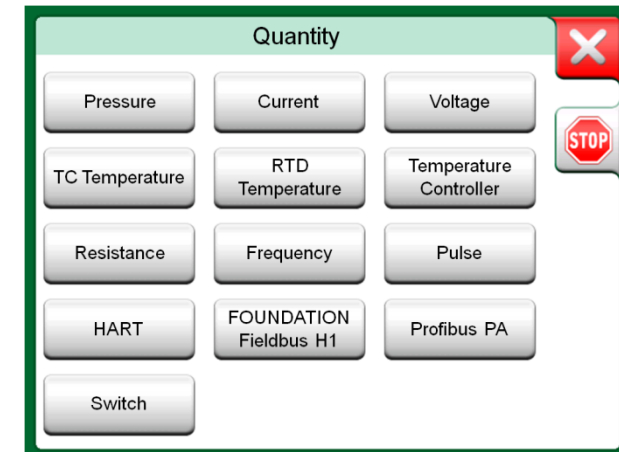 Quantity
Pressure
Current
Voltage
STOP
TC Temperature
RTD
Temperature
Temperature
Controller
Resistance
Frequency
Pulse
HART
FOUNDATION
Fieldbus H1
Profibus PA
Switch